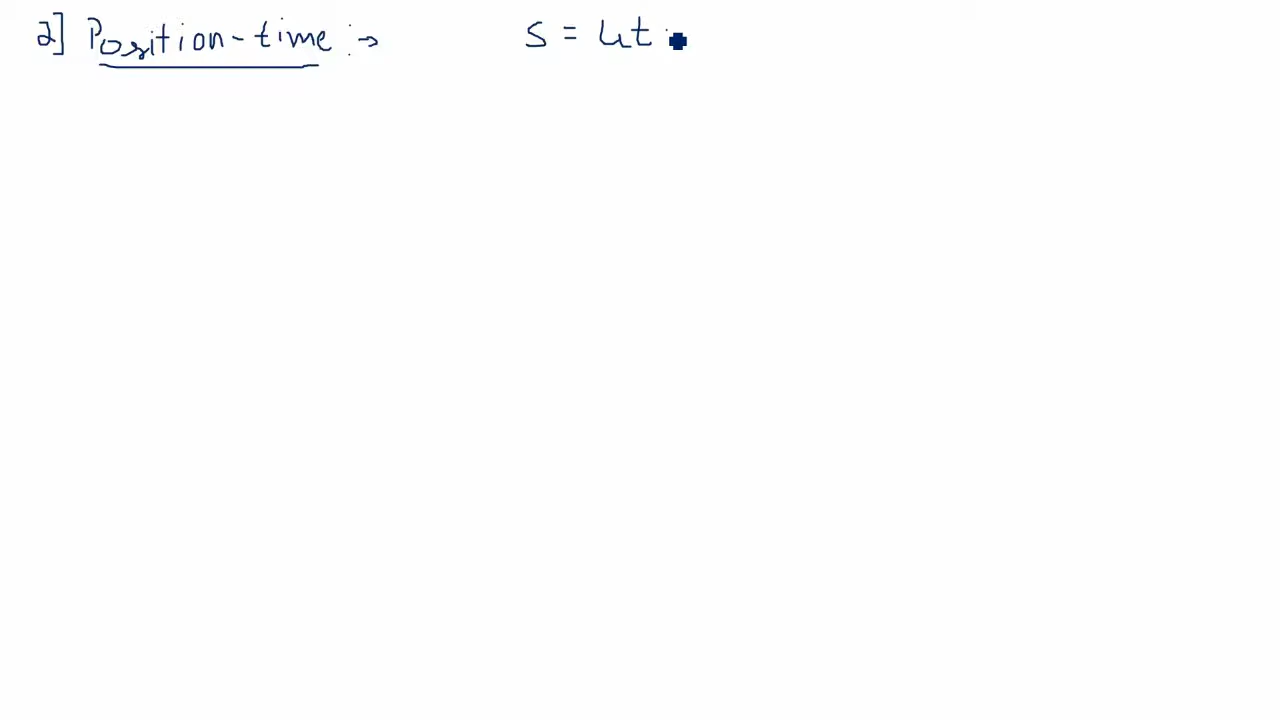 2] Position-time :→ s = ut